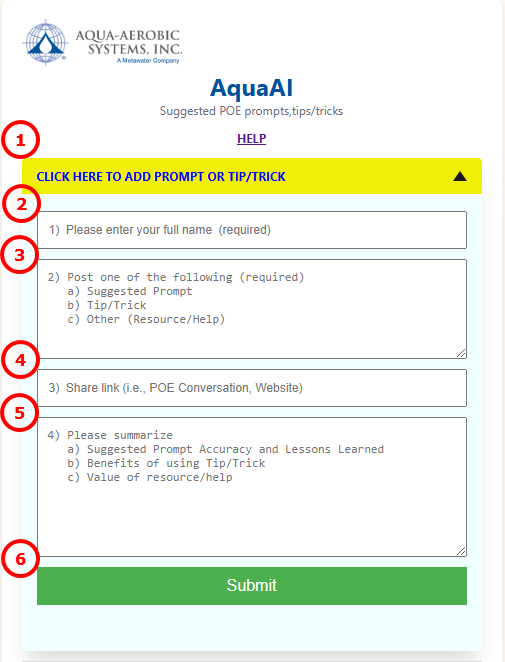 AQUA-AEROBIC
SYSTEMS, INC.
A Metawater Company
AquaAI
Suggested POE prompts,tips/tricks
1
HELP
CLICK HERE TO ADD PROMPT OR TIP/TRICK
2
1) Please enter your full name (required)
3
2) Post one of the following (required)
a) Suggested Prompt
b) Tip/Trick
c) Other (Resource/Help)
4
3) Share link (i.e., POE Conversation, Website)
5
4) Please summarize
a) Suggested Prompt Accuracy and Lessons Learned
b) Benefits of using Tip/Trick
c) Value of resource/help
6
Submit